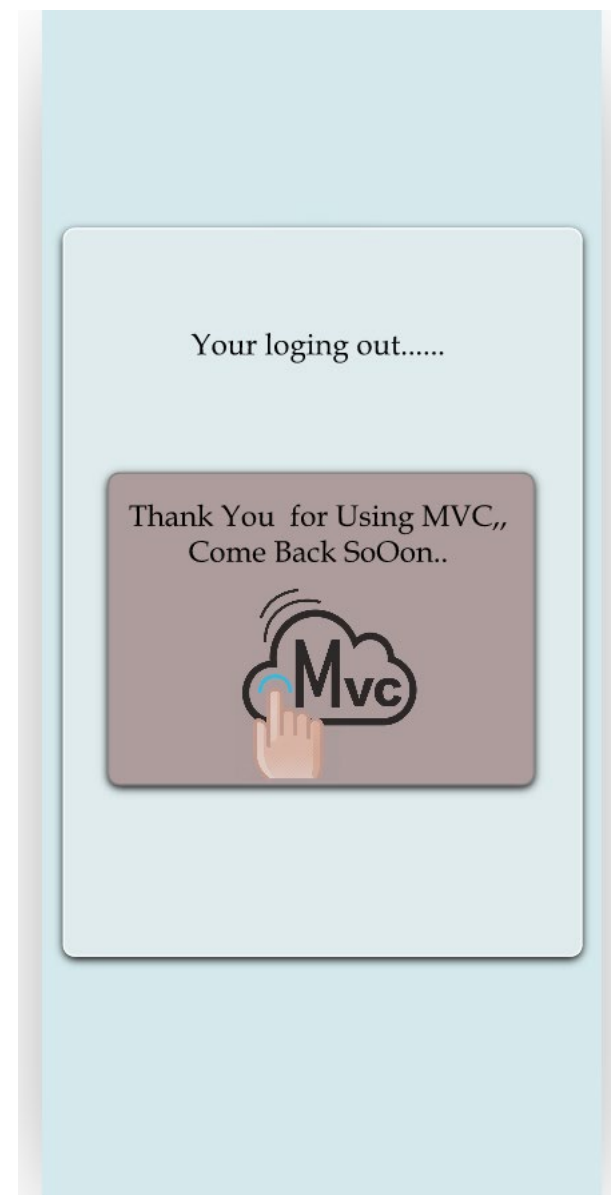 Your loging out......
Thank You  for Using MVC,,
Come Back SoOon..
Mvc